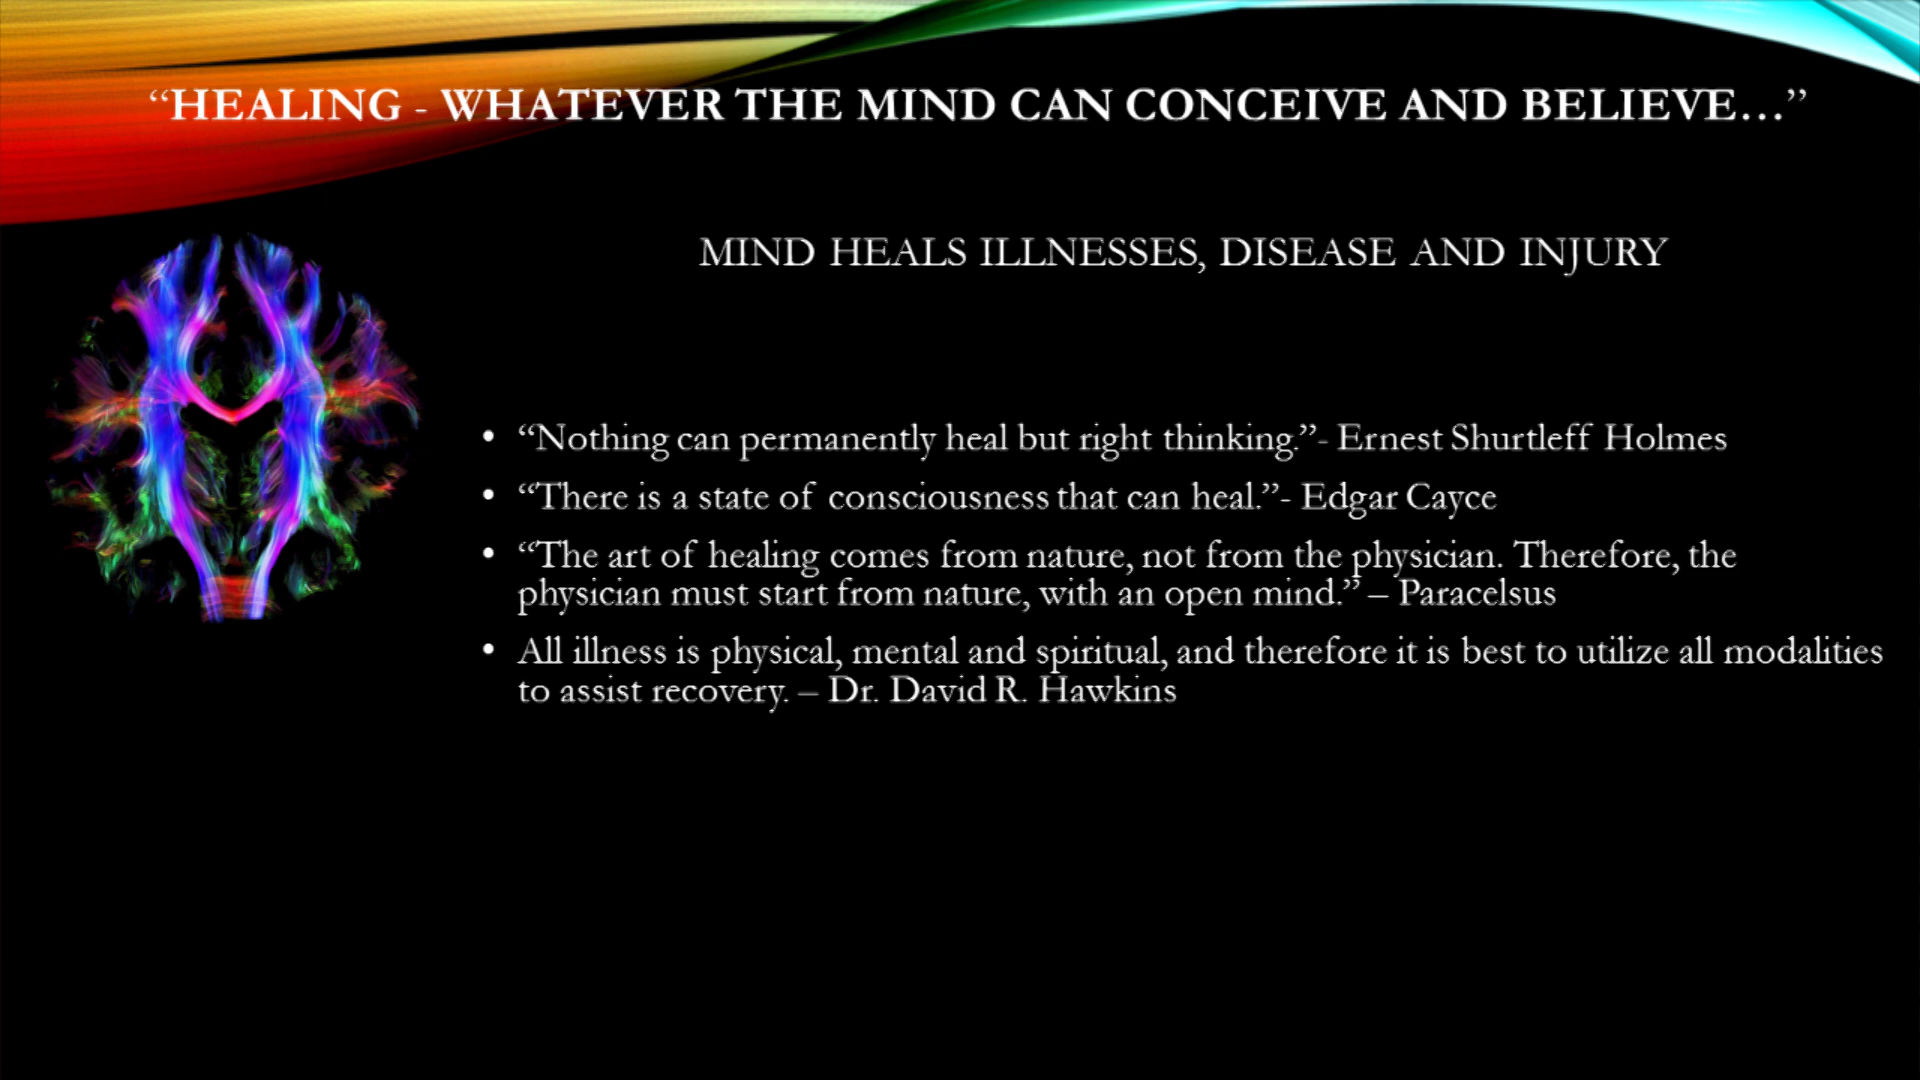 “HEALING - WHATEVER THE MIND CAN CONCEIVE AND BELIEVE…”
MIND HEALS ILLNESSES, DISEASE AND INJURY
• “Nothing can permanently heal but right thinking.”- Ernest Shurtleff Holmes
• “There is a state of consciousness that can heal.”- Edgar Cayce
• “The art of healing comes from nature, not from the physician. Therefore, the
physician must start from nature, with an open mind.” – Paracelsus
• All illness is physical, mental and spiritual, and therefore it is best to utilize all modalities
to assist recovery. – Dr. David R. Hawkins